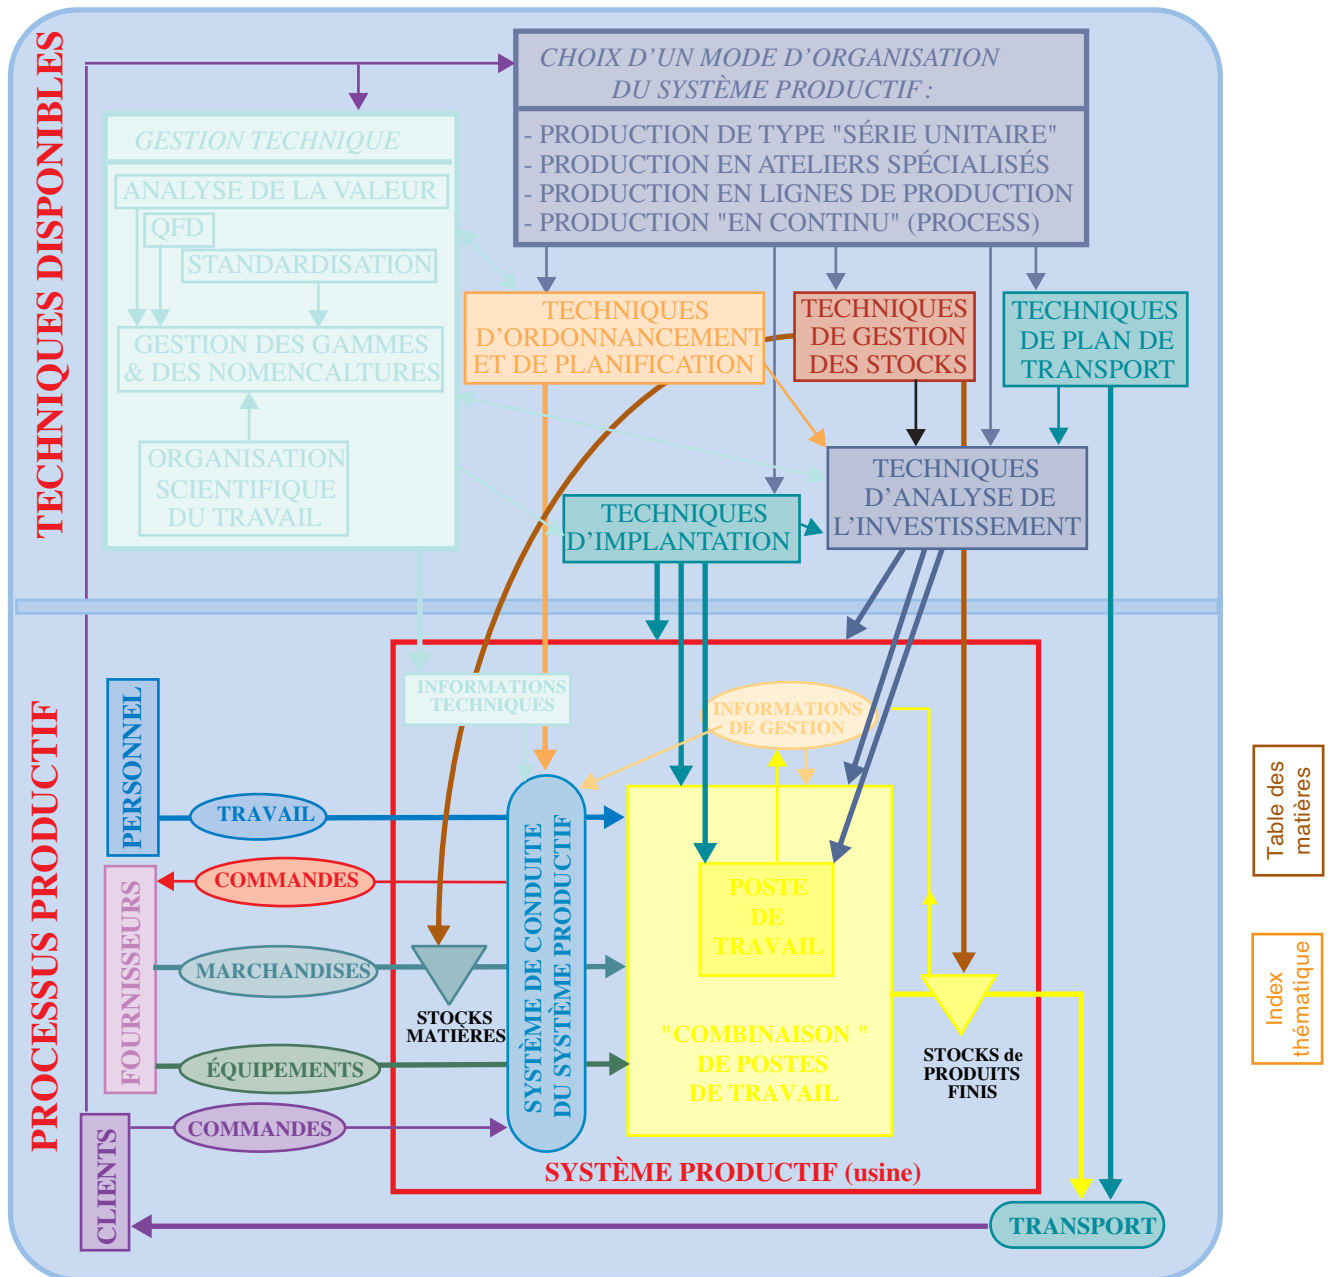 TECHNIQUES DISPONIBLES
CHOIX D'UN MODE D'ORGANISATION
DU SYSTÈME PRODUCTIF :
- PRODUCTION DE TYPE "SÉRIE UNITAIRE"
- PRODUCTION EN ATELIERS SPÉCIALISÉS
- PRODUCTION EN LIGNES DE PRODUCTION
- PRODUCTION "EN CONTINU" (PROCESS)
GESTION TECHNIQUE
ANALYSE DE LA VALEUR
QFD
STANDARDISATION
GESTION DES GAMMES
& DES NOMENCALTURES
ORGANISATION
SCIENTIFIQUE
DU TRAVAIL
TECHNIQUES
D'ORDONNANCEMENT
ET DE PLANIFICATION
TECHNIQUES
DE GESTION
DES STOCKS
TECHNIQUES
DE PLAN DE
TRANSPORT
TECHNIQUES
D'ANALYSE DE
L'INVESTISSEMENT
TECHNIQUES
D'IMPLANTATION
PROCESSUS PRODUCTIF
INFORMATIONS
TECHNIQUES
INFORMATIONS
DE GESTION
PERSONNEL
TRAVAIL
FOURNISSEURS
COMMANDES
MARCHANDISES
STOCKS
MATIÈRES
ÉQUIPEMENTS
CLIENTS
COMMANDES
SYSTÈME DE CONDUITE
DU SYSTÈME PRODUCTIF
POSTE
DE
TRAVAIL
"COMBINAISON "
DE POSTES
DE TRAVAIL
STOCKS de
PRODUITS
FINIS
SYSTÈME PRODUCTIF (usine)
TRANSPORT
Table des
matières
Index
thématique